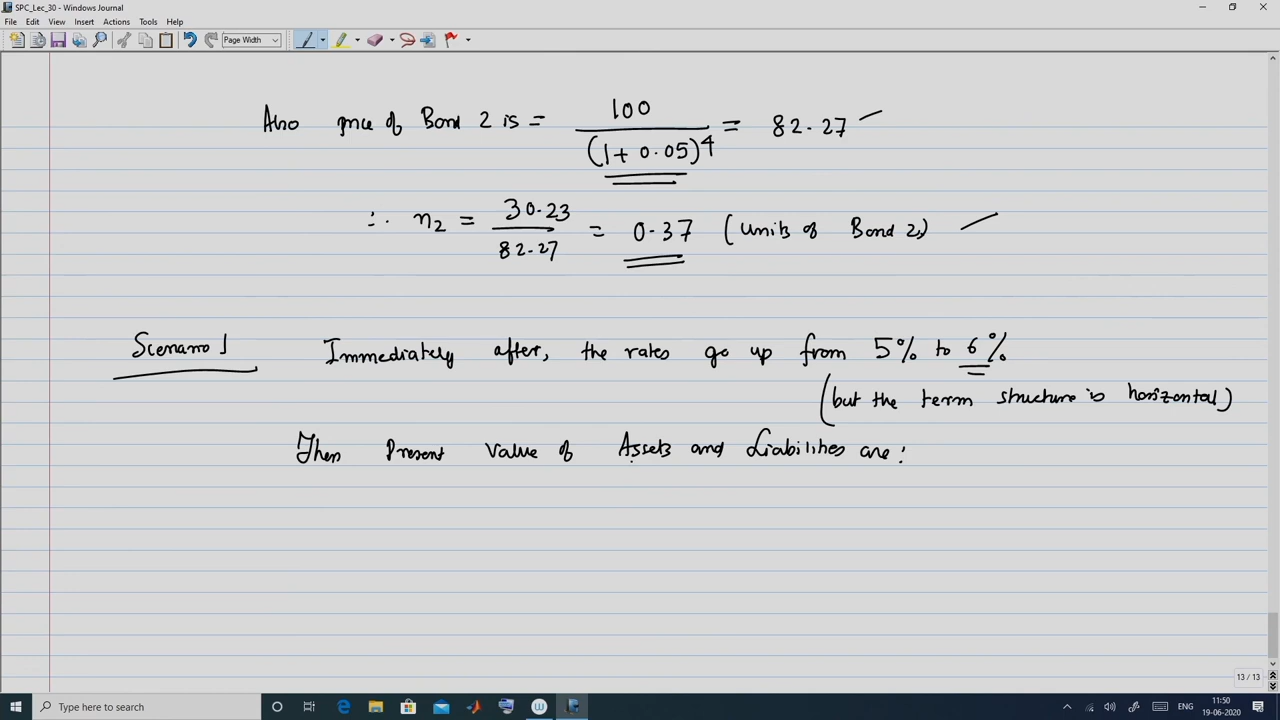 SPC_Lec_30 - Windows Journal
File Edit View Insert Actions Tools Help
Page Width
Also price of Bond 2 is = 100 / (1 + 0.05)^4 = 82.27
∴ n₂ = 30.23 / 82.27 = 0.37 (Units of Bond 2)
Scenario 1 Immediately after, the rates go up from 5% to 6%
(but the term structure is horizontal)
Then Present Value of Assets and Liabilities are:
13 / 13
Type here to search
ENG
11:50
19-06-2020